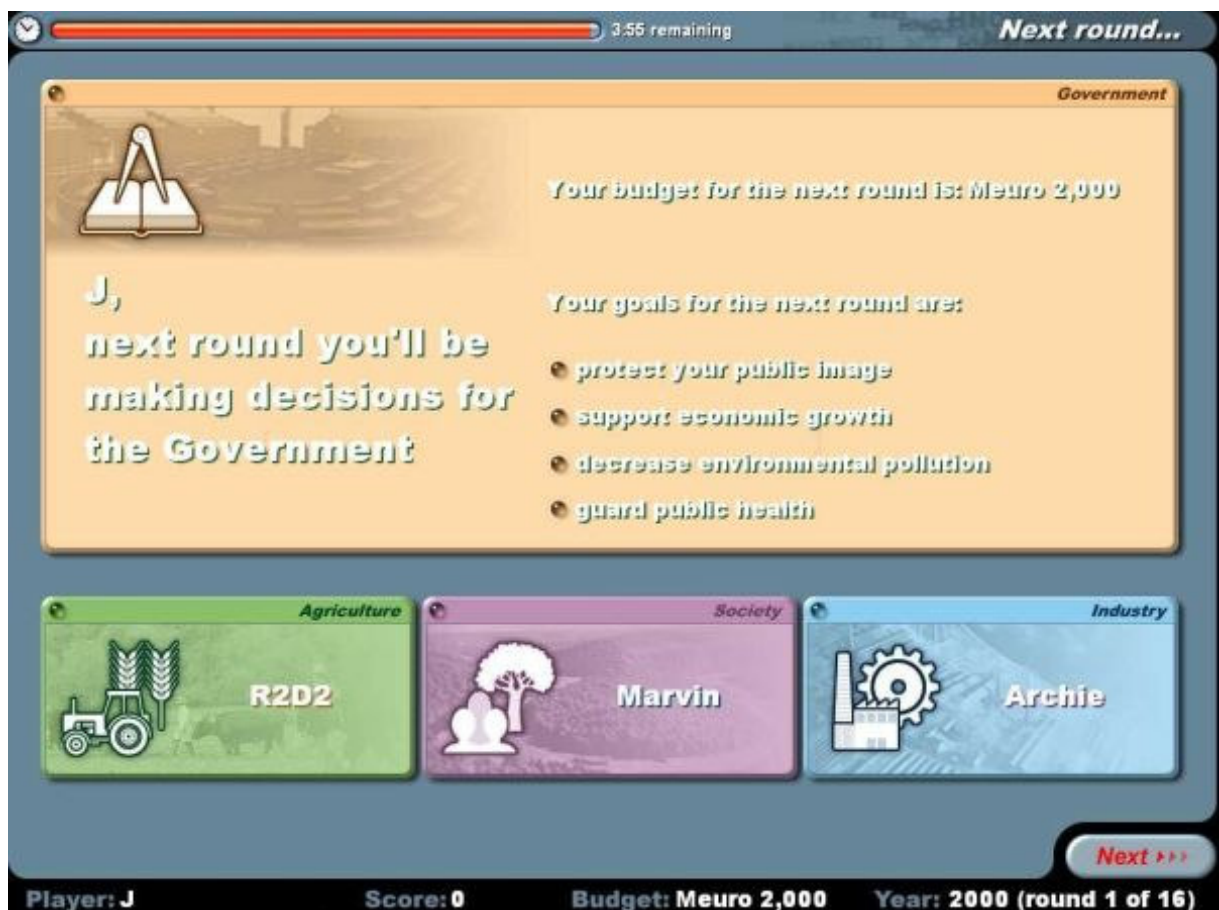 3:55 remaining
Next round...
Government
Your budget for the next round is: Meuro 2,000
J,
next round you'll be
making decisions for
the Government
Your goals for the next round are:
protect your public image
support economic growth
decrease environmental pollution
guard public health
Agriculture
R2D2
Society
Marvin
Industry
Archie
Next
Player: J
Score: 0
Budget: Meuro 2,000
Year: 2000 (round 1 of 16)